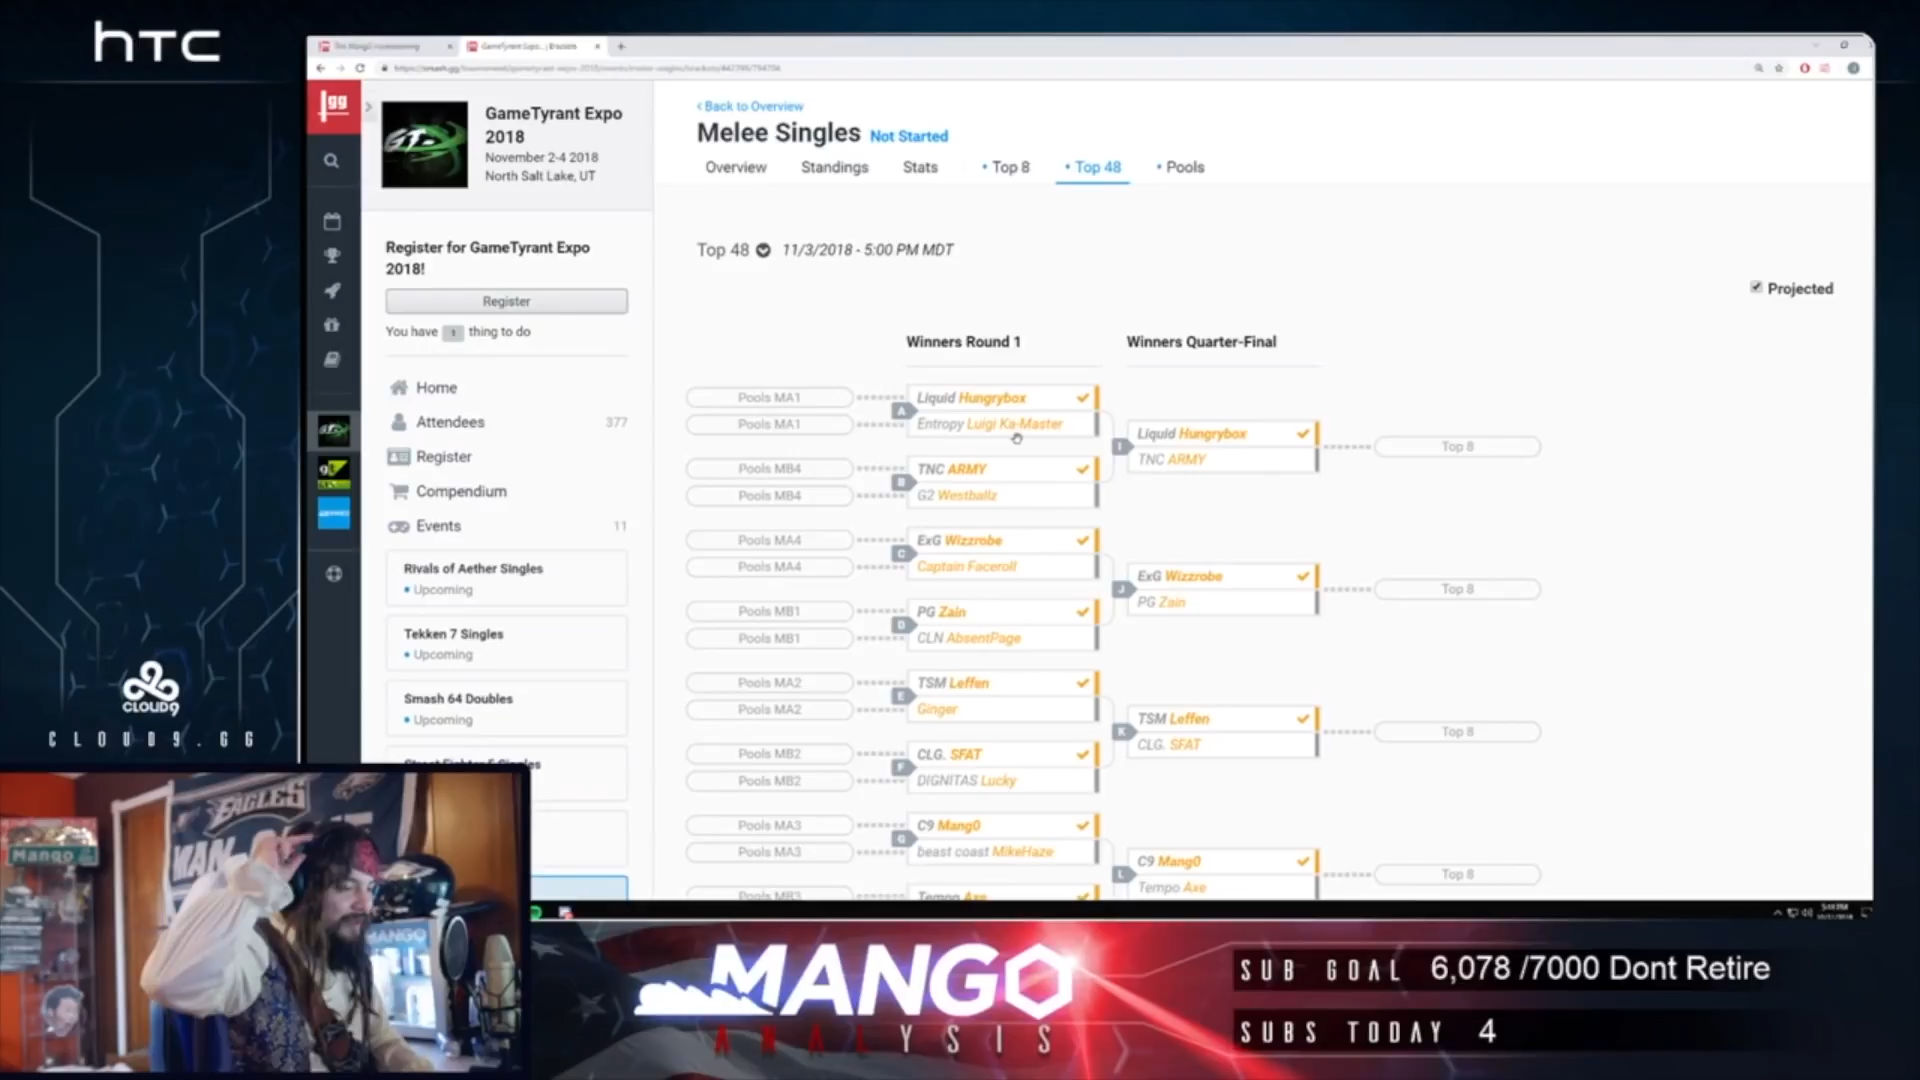 hTC
GameTyrant Expo
2018
November 2-4 2018
North Salt Lake, UT
Register for GameTyrant Expo
2018!
Register
You have 1 thing to do
Home
Attendees 377
Register
Compendium
Events 11
Rivals of Aether Singles
• Upcoming
Tekken 7 Singles
• Upcoming
Smash 64 Doubles
• Upcoming
‹ Back to Overview
Melee Singles Not Started
Overview Standings Stats • Top 8 • Top 48 • Pools
Top 48 11/3/2018 - 5:00 PM MDT
Projected
Winners Round 1 Winners Quarter-Final
Pools MA1 Liquid Hungrybox
Pools MA1 A Entropy Luigi Ka-Master
Liquid Hungrybox
I TNC ARMY Top 8
Pools MB4 TNC ARMY
Pools MB4 B G2 Westballz
Pools MA4 ExG Wizzrobe
Pools MA4 C Captain Faceroll
ExG Wizzrobe
J PG Zain Top 8
Pools MB1 PG Zain
Pools MB1 D CLN AbsentPage
Pools MA2 TSM Leffen
Pools MA2 E Ginger
TSM Leffen
K CLG. SFAT Top 8
Pools MB2 CLG. SFAT
Pools MB2 F DIGNITAS Lucky
Pools MA3 C9 Mang0
Pools MA3 G beast coast MikeHaze
C9 Mang0
L Tempo Axe Top 8
Pools MB3 Tempo Axe
CLOUD9
CLOUD9.GG
EAGLES
Mango
MANGO
MANGO
ANALYSIS
SUB GOAL 6,078 /7000 Dont Retire
SUBS TODAY 4